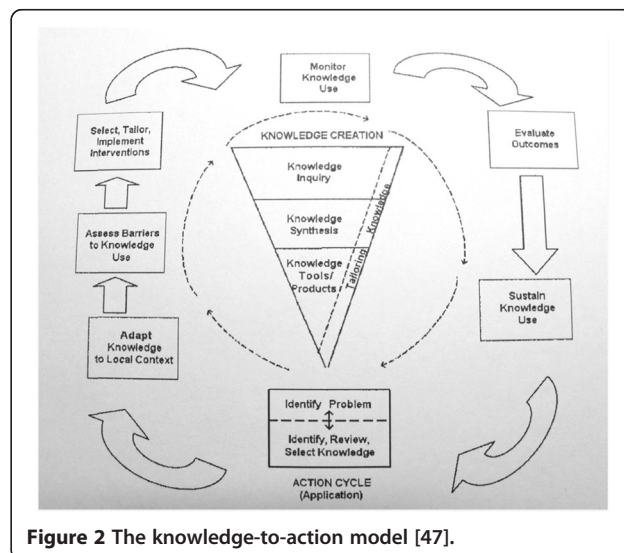 Monitor
Knowledge
Use
Select, Tailor,
Implement
Interventions
KNOWLEDGE CREATION
Evaluate
Outcomes
Knowledge
Inquiry
Assess Barriers
to Knowledge
Use
Knowledge
Synthesis
Knowledge
Tools/
Products
Tailoring Knowledge
Sustain
Knowledge
Use
Adapt
Knowledge
to Local Context
Identify Problem
Identify, Review,
Select Knowledge
ACTION CYCLE
(Application)
Figure 2 The knowledge-to-action model [47].